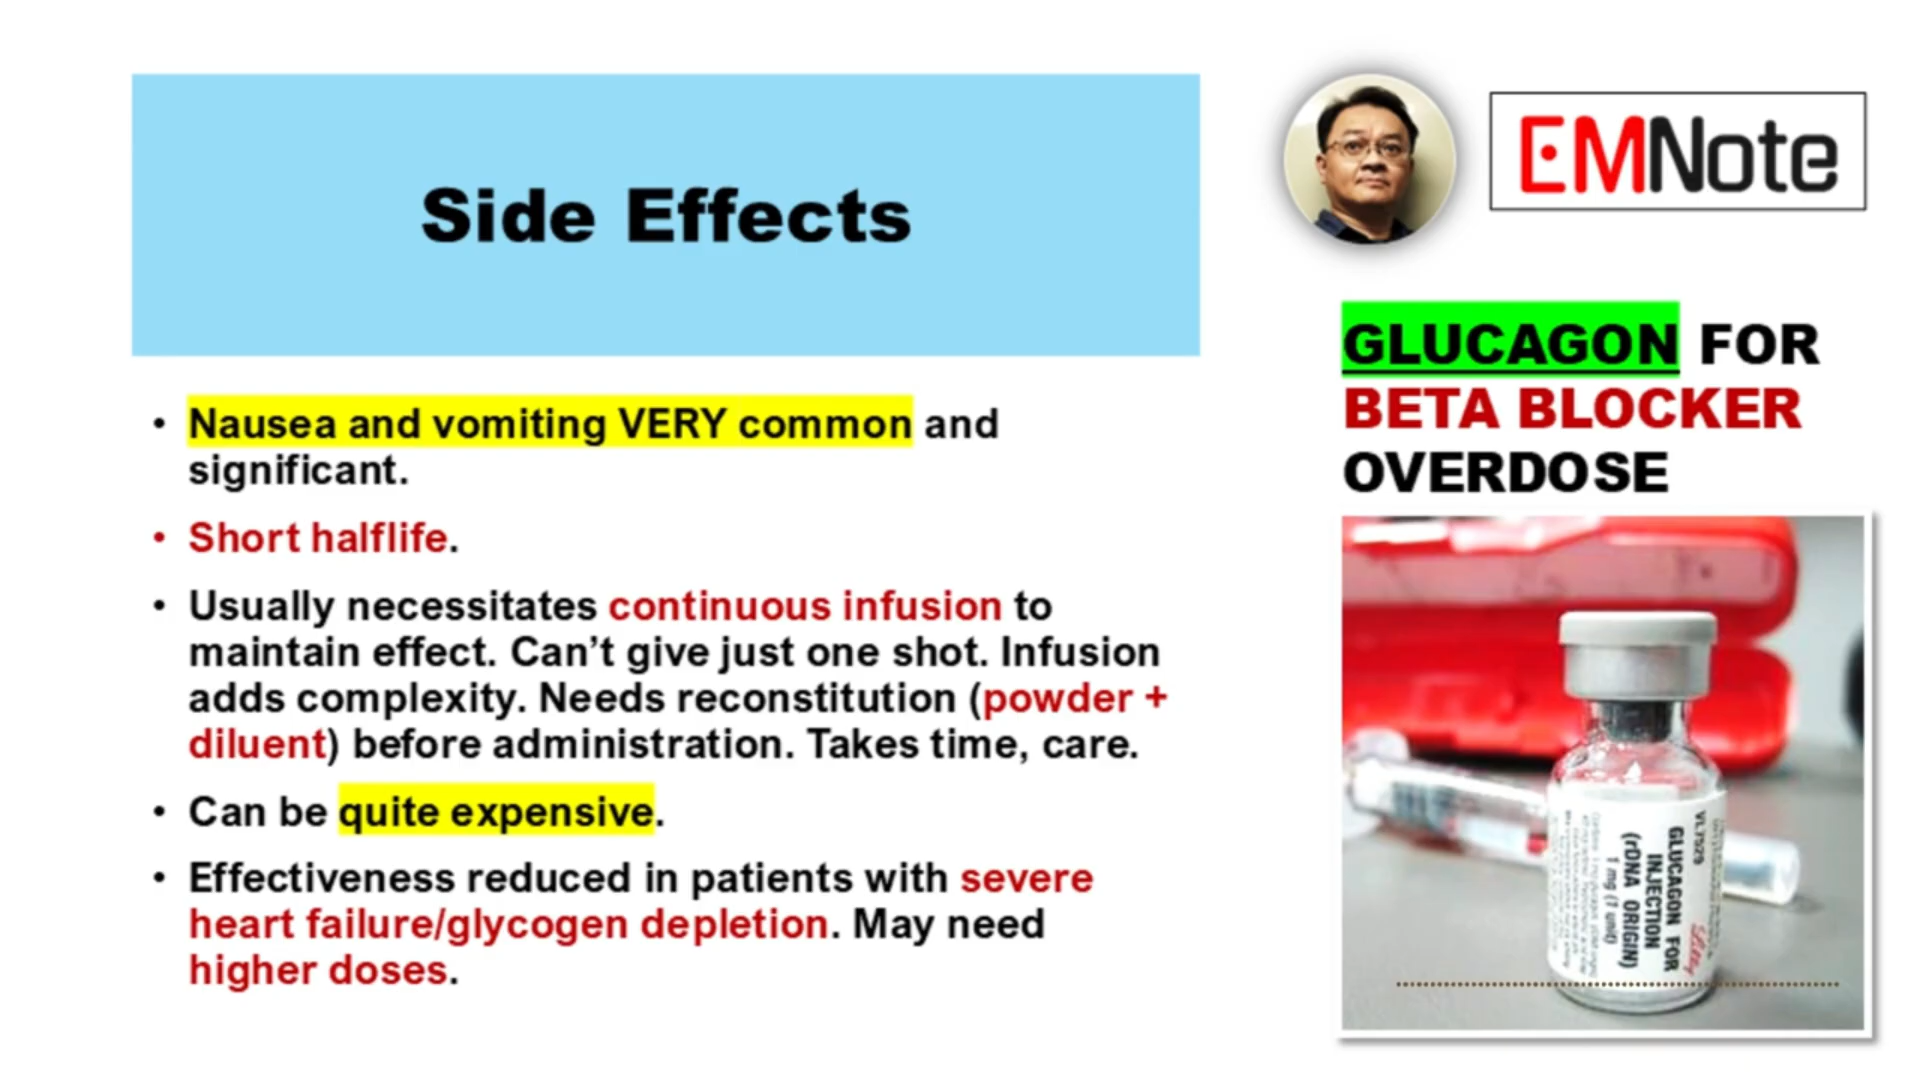 Side Effects
EMNote
GLUCAGON FOR
BETA BLOCKER
OVERDOSE
• Nausea and vomiting VERY common and
significant.
• Short halflife.
• Usually necessitates continuous infusion to
maintain effect. Can’t give just one shot. Infusion
adds complexity. Needs reconstitution (powder +
diluent) before administration. Takes time, care.
• Can be quite expensive.
• Effectiveness reduced in patients with severe
heart failure/glycogen depletion. May need
higher doses.
VL7529
GLUCAGON FOR
INJECTION
(rDNA ORIGIN)
1 mg (1 unit)
Lilly